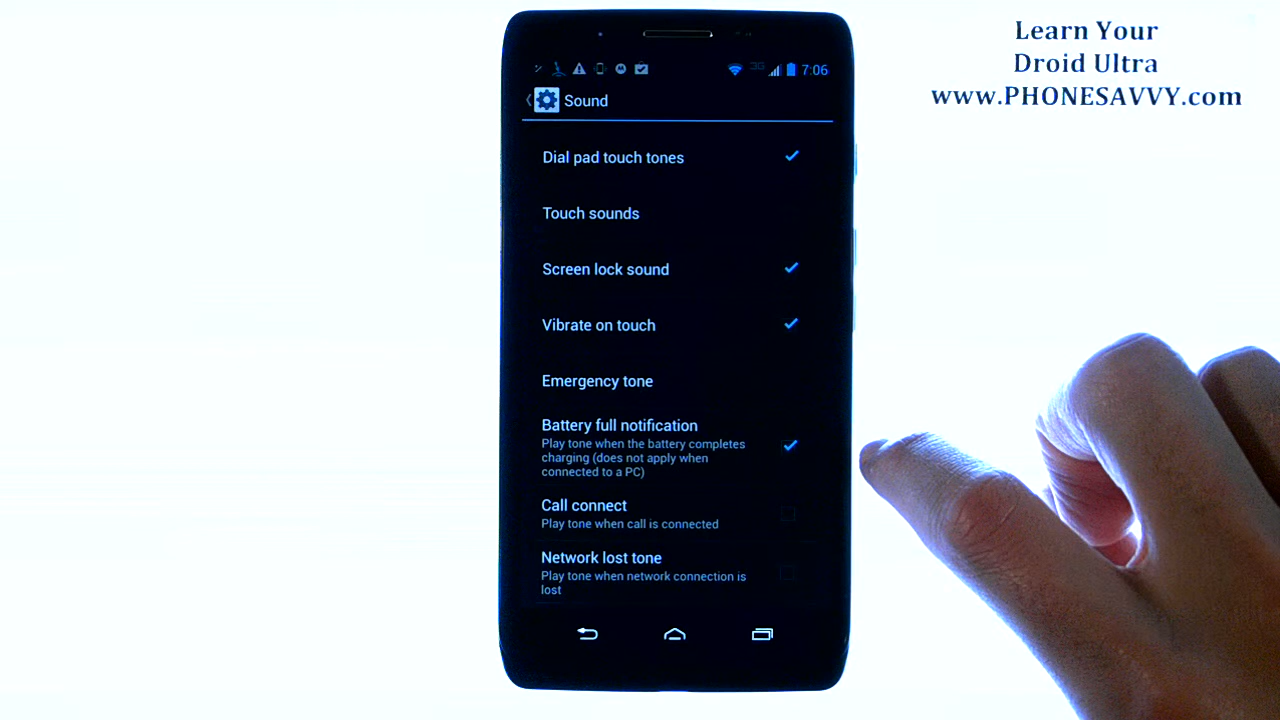 Learn Your
Droid Ultra
www.PHONESAVVY.com
3G
7:06
Sound
Dial pad touch tones
Touch sounds
Screen lock sound
Vibrate on touch
Emergency tone
Battery full notification
Play tone when the battery completes
charging (does not apply when
connected to a PC)
Call connect
Play tone when call is connected
Network lost tone
Play tone when network connection is
lost